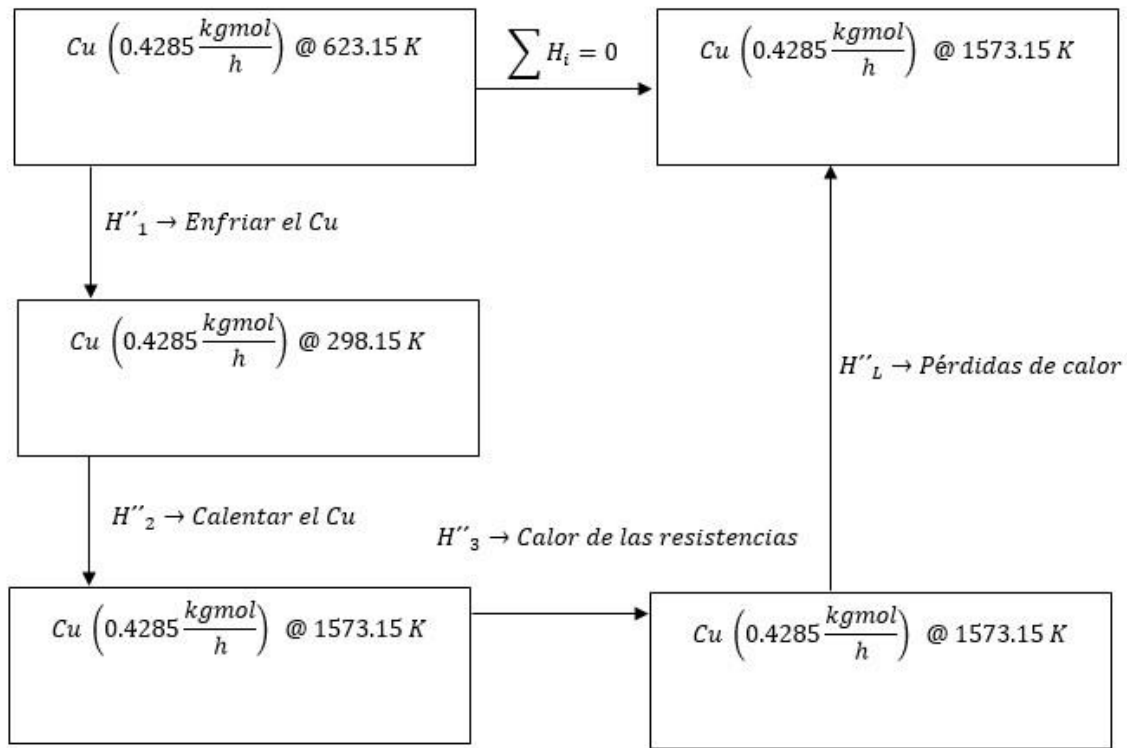 Cu (0.4285 kgmol/h) @ 623.15 K
∑ H_i = 0
Cu (0.4285 kgmol/h) @ 1573.15 K
H´´_1 → Enfriar el Cu
Cu (0.4285 kgmol/h) @ 298.15 K
H´´_L → Pérdidas de calor
H´´_2 → Calentar el Cu
H´´_3 → Calor de las resistencias
Cu (0.4285 kgmol/h) @ 1573.15 K
Cu (0.4285 kgmol/h) @ 1573.15 K